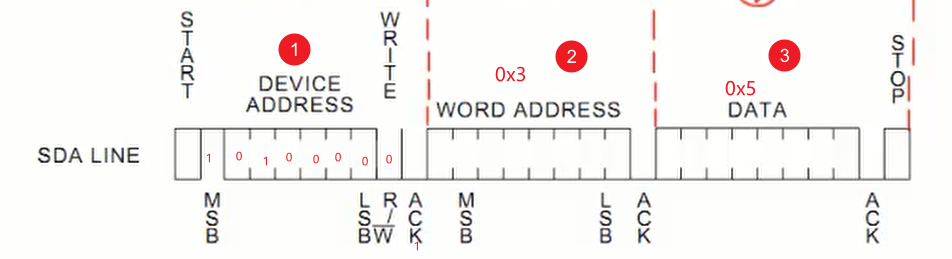 START
WRITE
STOP
1
2
3
0x3
0x5
DEVICE
ADDRESS
WORD ADDRESS
DATA
SDA LINE
1 0 1 0 0 0 0 0
MSB
LSB
R/W
ACK
1
MSB
LSB
ACK
ACK